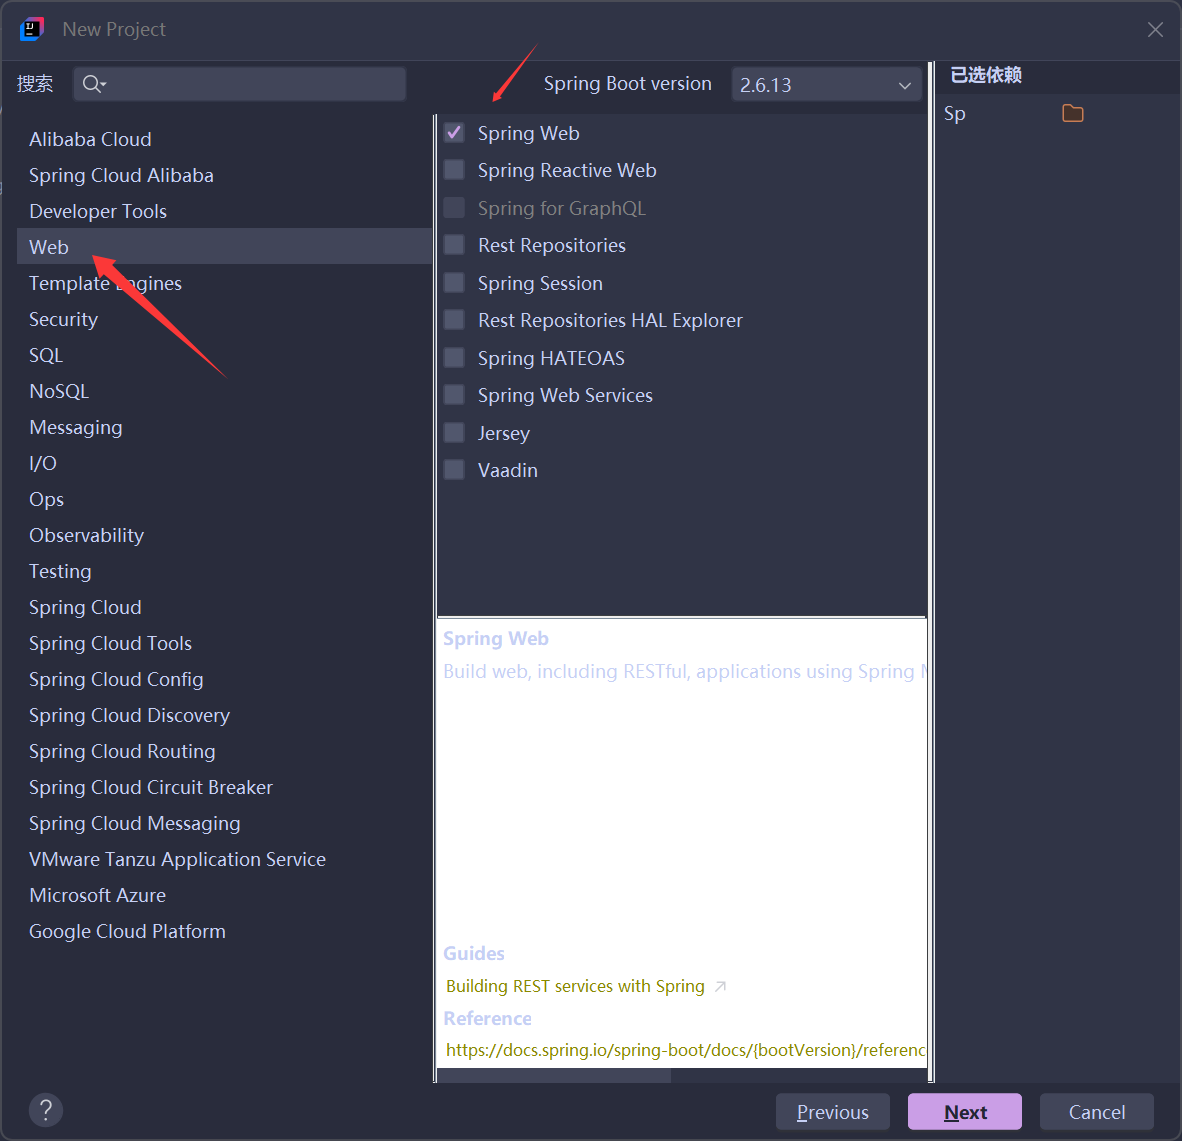 New Project
搜索
Spring Boot version
2.6.13
已选依赖
Sp
Alibaba Cloud
Spring Cloud Alibaba
Developer Tools
Web
Template Engines
Security
SQL
NoSQL
Messaging
I/O
Ops
Observability
Testing
Spring Cloud
Spring Cloud Tools
Spring Cloud Config
Spring Cloud Discovery
Spring Cloud Routing
Spring Cloud Circuit Breaker
Spring Cloud Messaging
VMware Tanzu Application Service
Microsoft Azure
Google Cloud Platform
Spring Web
Spring Reactive Web
Spring for GraphQL
Rest Repositories
Spring Session
Rest Repositories HAL Explorer
Spring HATEOAS
Spring Web Services
Jersey
Vaadin
Spring Web
Build web, including RESTful, applications using Spring
Guides
Building REST services with Spring
Reference
https://docs.spring.io/spring-boot/docs/{bootVersion}/referenc
?
Previous
Next
Cancel